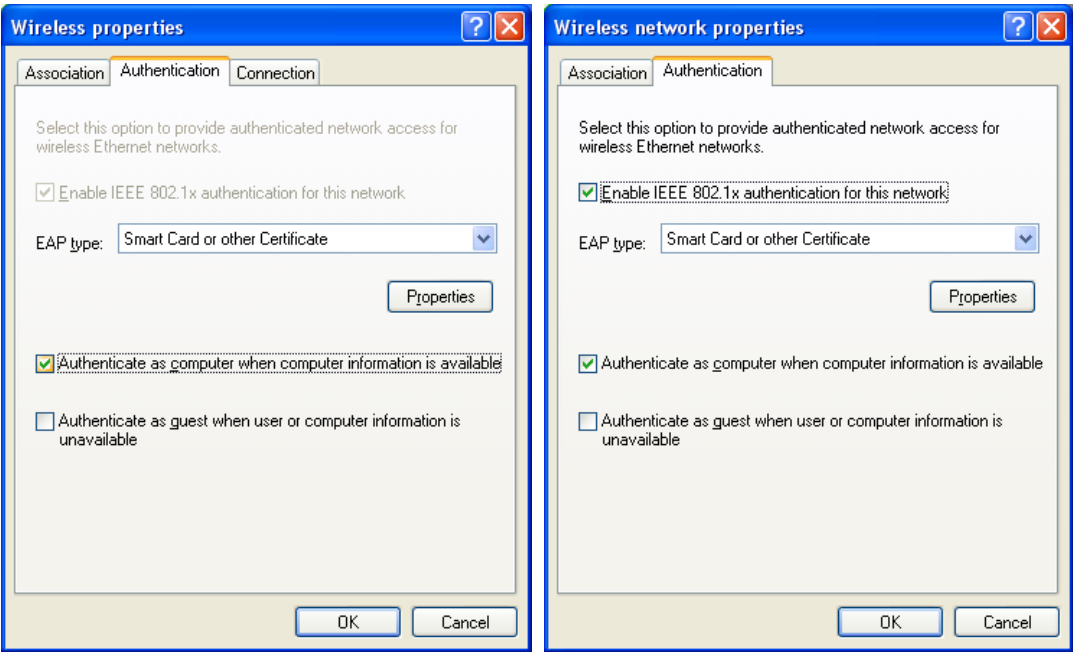 Wireless properties
Association Authentication Connection
Select this option to provide authenticated network access for
wireless Ethernet networks.
Enable IEEE 802.1x authentication for this network
EAP type: Smart Card or other Certificate
Properties
Authenticate as computer when computer information is available
Authenticate as guest when user or computer information is
unavailable
OK Cancel
Wireless network properties
Association Authentication
Select this option to provide authenticated network access for
wireless Ethernet networks.
Enable IEEE 802.1x authentication for this network
EAP type: Smart Card or other Certificate
Properties
Authenticate as computer when computer information is available
Authenticate as guest when user or computer information is
unavailable
OK Cancel